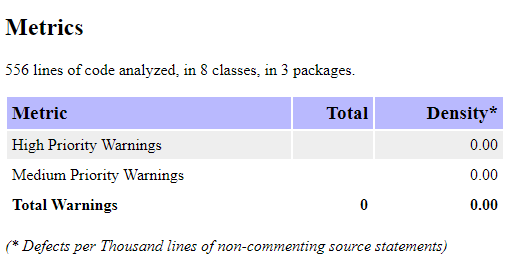 Metrics
556 lines of code analyzed, in 8 classes, in 3 packages.
Metric Total Density*
High Priority Warnings 0.00
Medium Priority Warnings 0.00
Total Warnings 0 0.00
(* Defects per Thousand lines of non-commenting source statements)